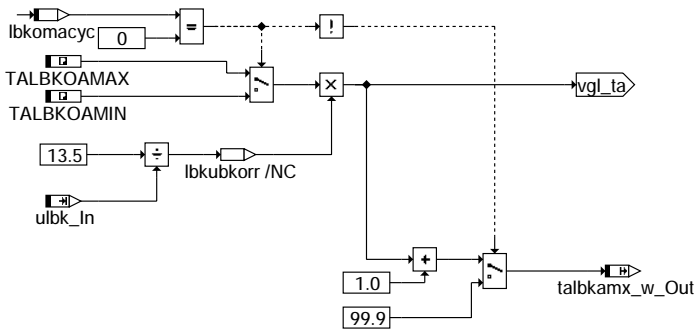 lbkomacyc
0
=
!
TALBKOAMAX
TALBKOAMIN
×
vgl_ta
13.5
÷
lbkubkorr /NC
ulbk_In
+
1.0
talbkamx_w_Out
99.9